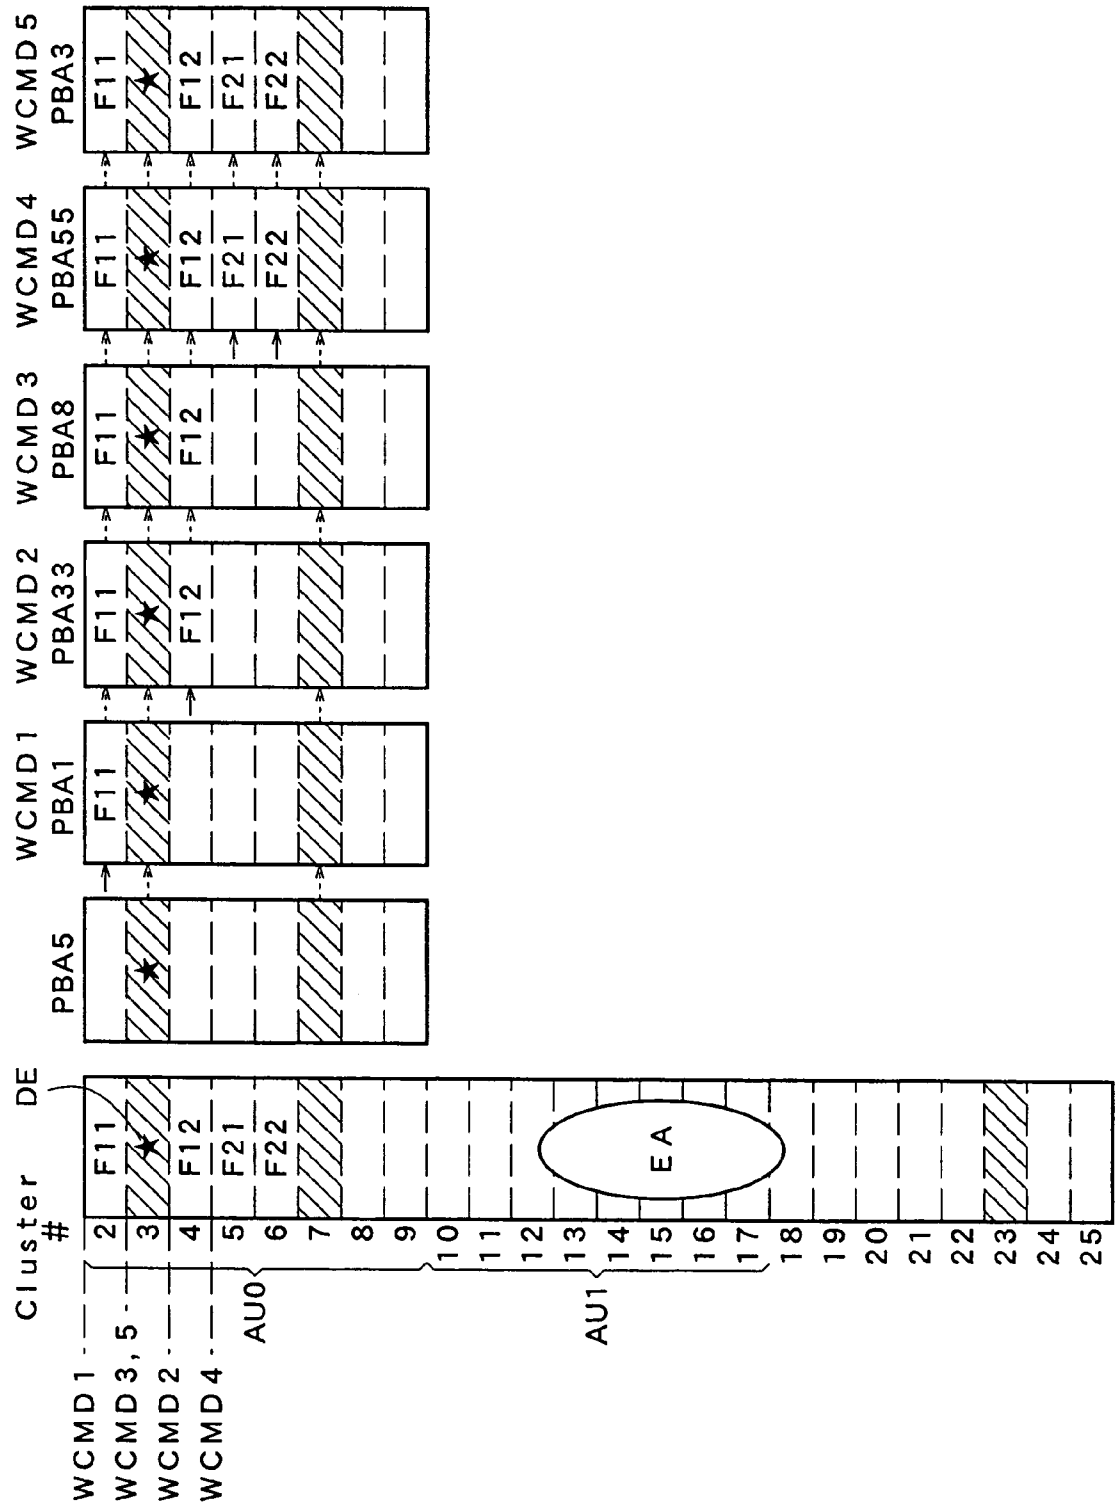 WCMD1
WCMD3, 5
WCMD2
WCMD4
AU0
AU1
Cluster
#
DE
2
3
4
5
6
7
8
9
10
11
12
13
14
15
16
17
18
19
20
21
22
23
24
25
F11
★
F12
F21
F22
EA
PBA5
★
WCMD1
PBA1
F11
★
WCMD2
PBA33
F11
★
F12
WCMD3
PBA8
F11
★
F12
WCMD4
PBA55
F11
★
F12
F21
F22
WCMD5
PBA3
F11
★
F12
F21
F22